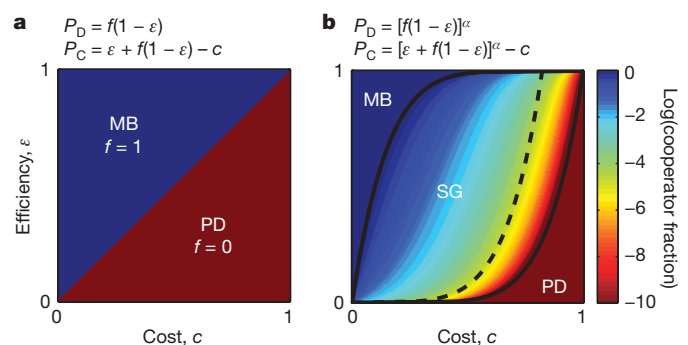 a
P_D = f(1 − ε)
P_C = ε + f(1 − ε) − c
1
MB
f = 1
PD
f = 0
Efficiency, ε
0
0
1
Cost, c
b
P_D = [f(1 − ε)]^α
P_C = [ε + f(1 − ε)]^α − c
1
MB
SG
PD
0
0
1
Cost, c
0
−2
−4
−6
−8
−10
Log(cooperator fraction)